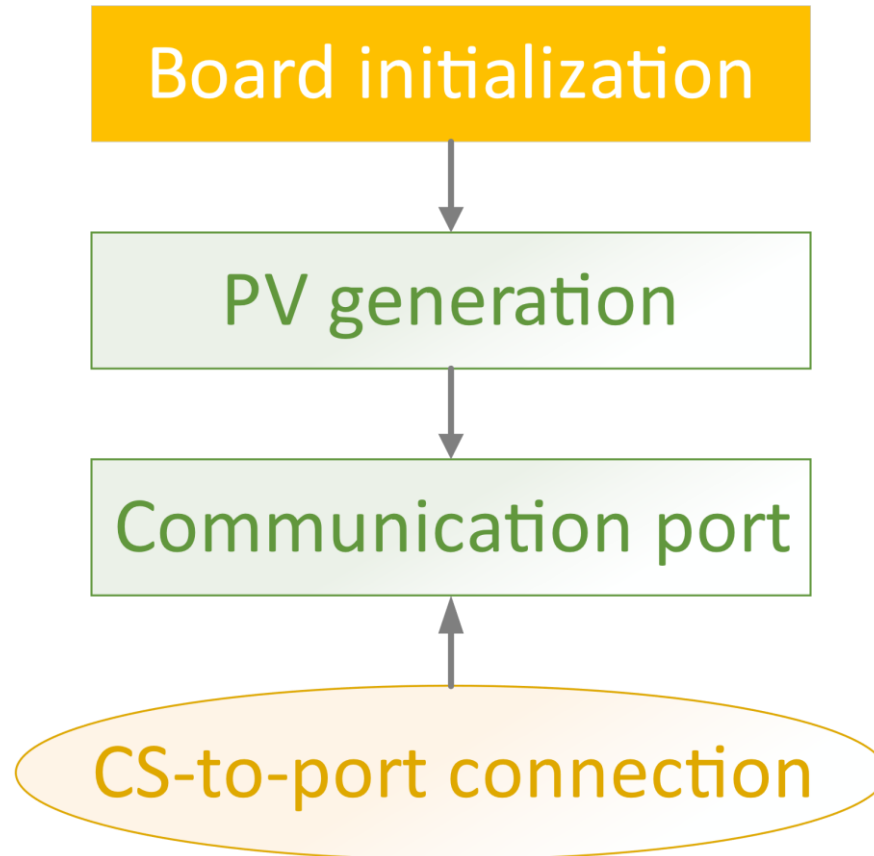 Board initialization
PV generation
Communication port
CS-to-port connection